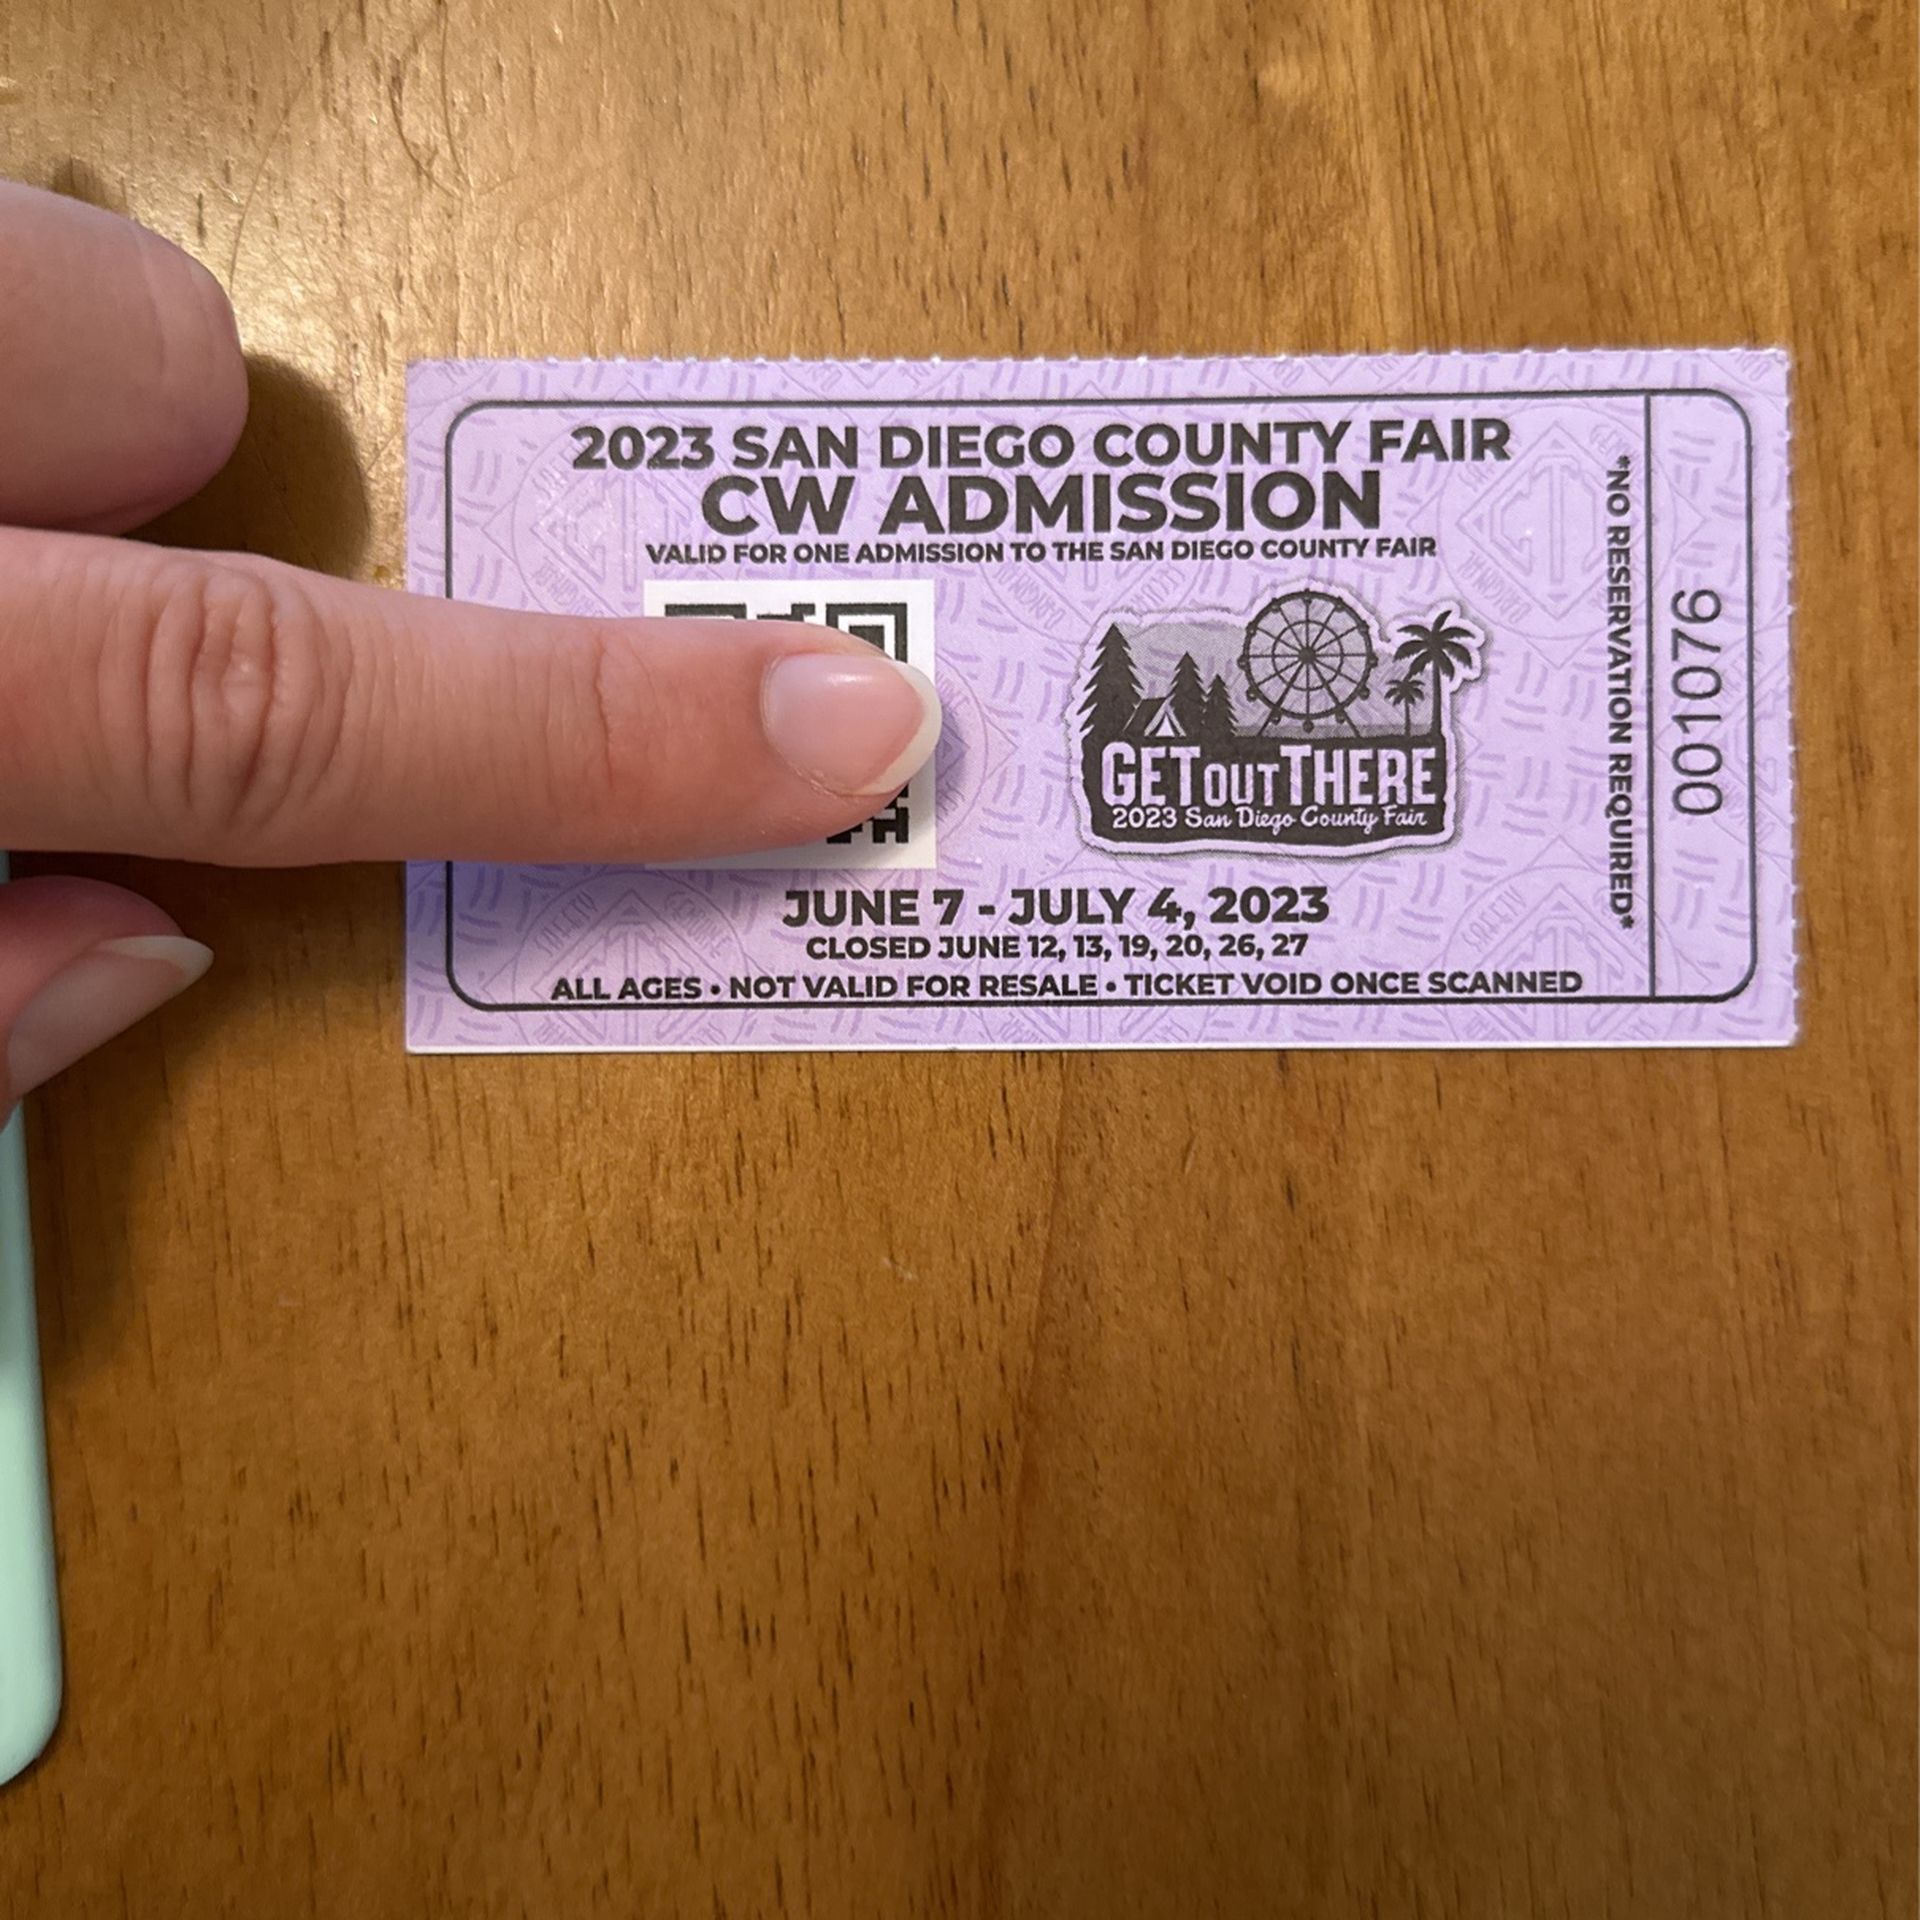 2023 SAN DIEGO COUNTY FAIR
CW ADMISSION
VALID FOR ONE ADMISSION TO THE SAN DIEGO COUNTY FAIR
GET OUT THERE
2023 San Diego County Fair
JUNE 7 - JULY 4, 2023
CLOSED JUNE 12, 13, 19, 20, 26, 27
ALL AGES • NOT VALID FOR RESALE • TICKET VOID ONCE SCANNED
*NO RESERVATION REQUIRED*
001076